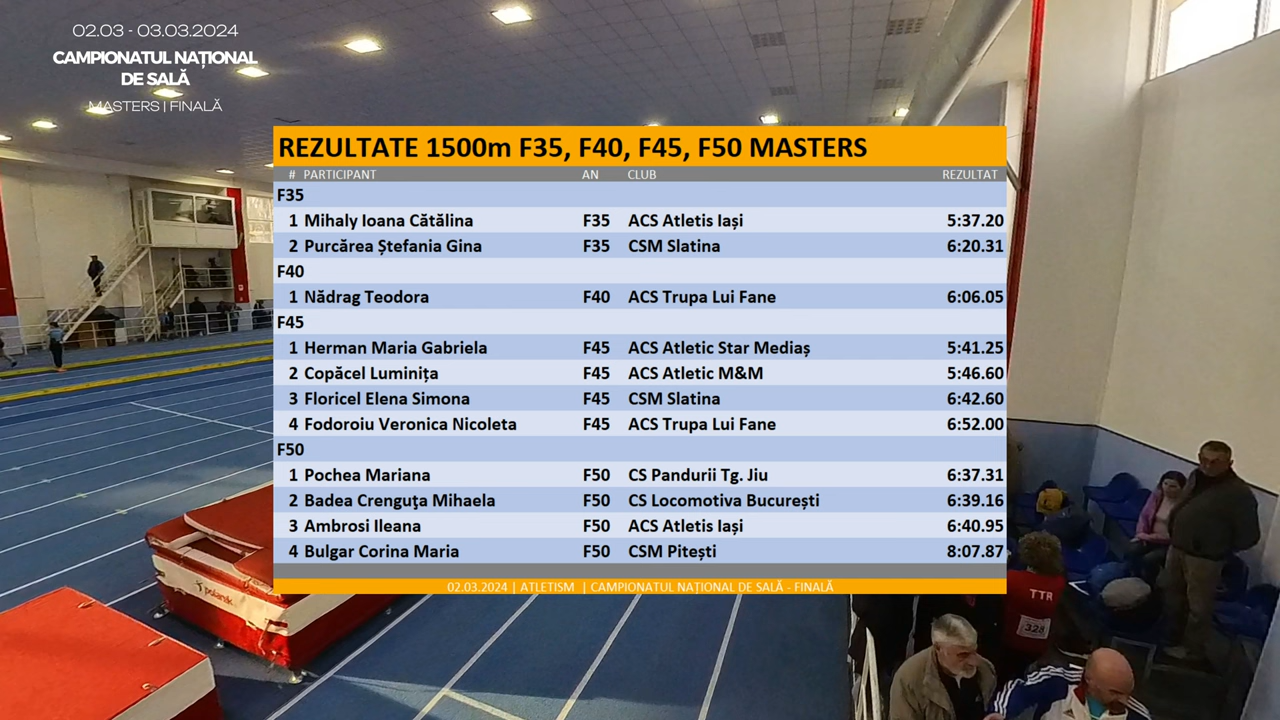 02.03 - 03.03.2024
CAMPIONATUL NAȚIONAL
DE SALĂ
MASTERS | FINALĂ
REZULTATE 1500m F35, F40, F45, F50 MASTERS
# PARTICIPANT AN CLUB REZULTAT
F35
1 Mihaly Ioana Cătălina F35 ACS Atletis Iași 5:37.20
2 Purcărea Ștefania Gina F35 CSM Slatina 6:20.31
F40
1 Nădrag Teodora F40 ACS Trupa Lui Fane 6:06.05
F45
1 Herman Maria Gabriela F45 ACS Atletic Star Mediaș 5:41.25
2 Copăcel Luminița F45 ACS Atletic M&M 5:46.60
3 Floricel Elena Simona F45 CSM Slatina 6:42.60
4 Fodoroiu Veronica Nicoleta F45 ACS Trupa Lui Fane 6:52.00
F50
1 Pochea Mariana F50 CS Pandurii Tg. Jiu 6:37.31
2 Badea Crenguţa Mihaela F50 CS Locomotiva București 6:39.16
3 Ambrosi Ileana F50 ACS Atletis Iași 6:40.95
4 Bulgar Corina Maria F50 CSM Pitești 8:07.87
02.03.2024 | ATLETISM | CAMPIONATUL NAȚIONAL DE SALĂ - FINALĂ
polanik
TTR
328